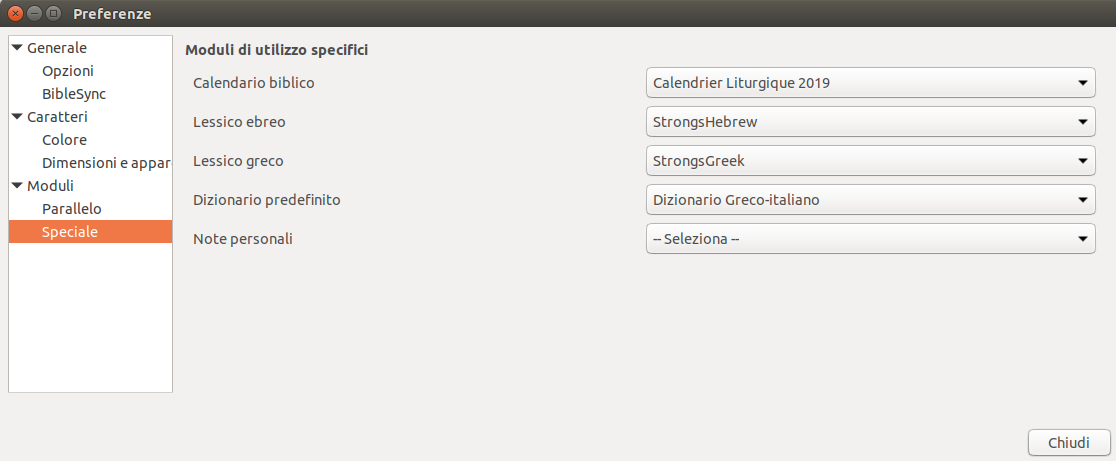 Preferenze
Generale
Opzioni
BibleSync
Caratteri
Colore
Dimensioni e appar
Moduli
Parallelo
Speciale
Moduli di utilizzo specifici
Calendario biblico Calendrier Liturgique 2019
Lessico ebreo StrongsHebrew
Lessico greco StrongsGreek
Dizionario predefinito Dizionario Greco-italiano
Note personali -- Seleziona --
Chiudi